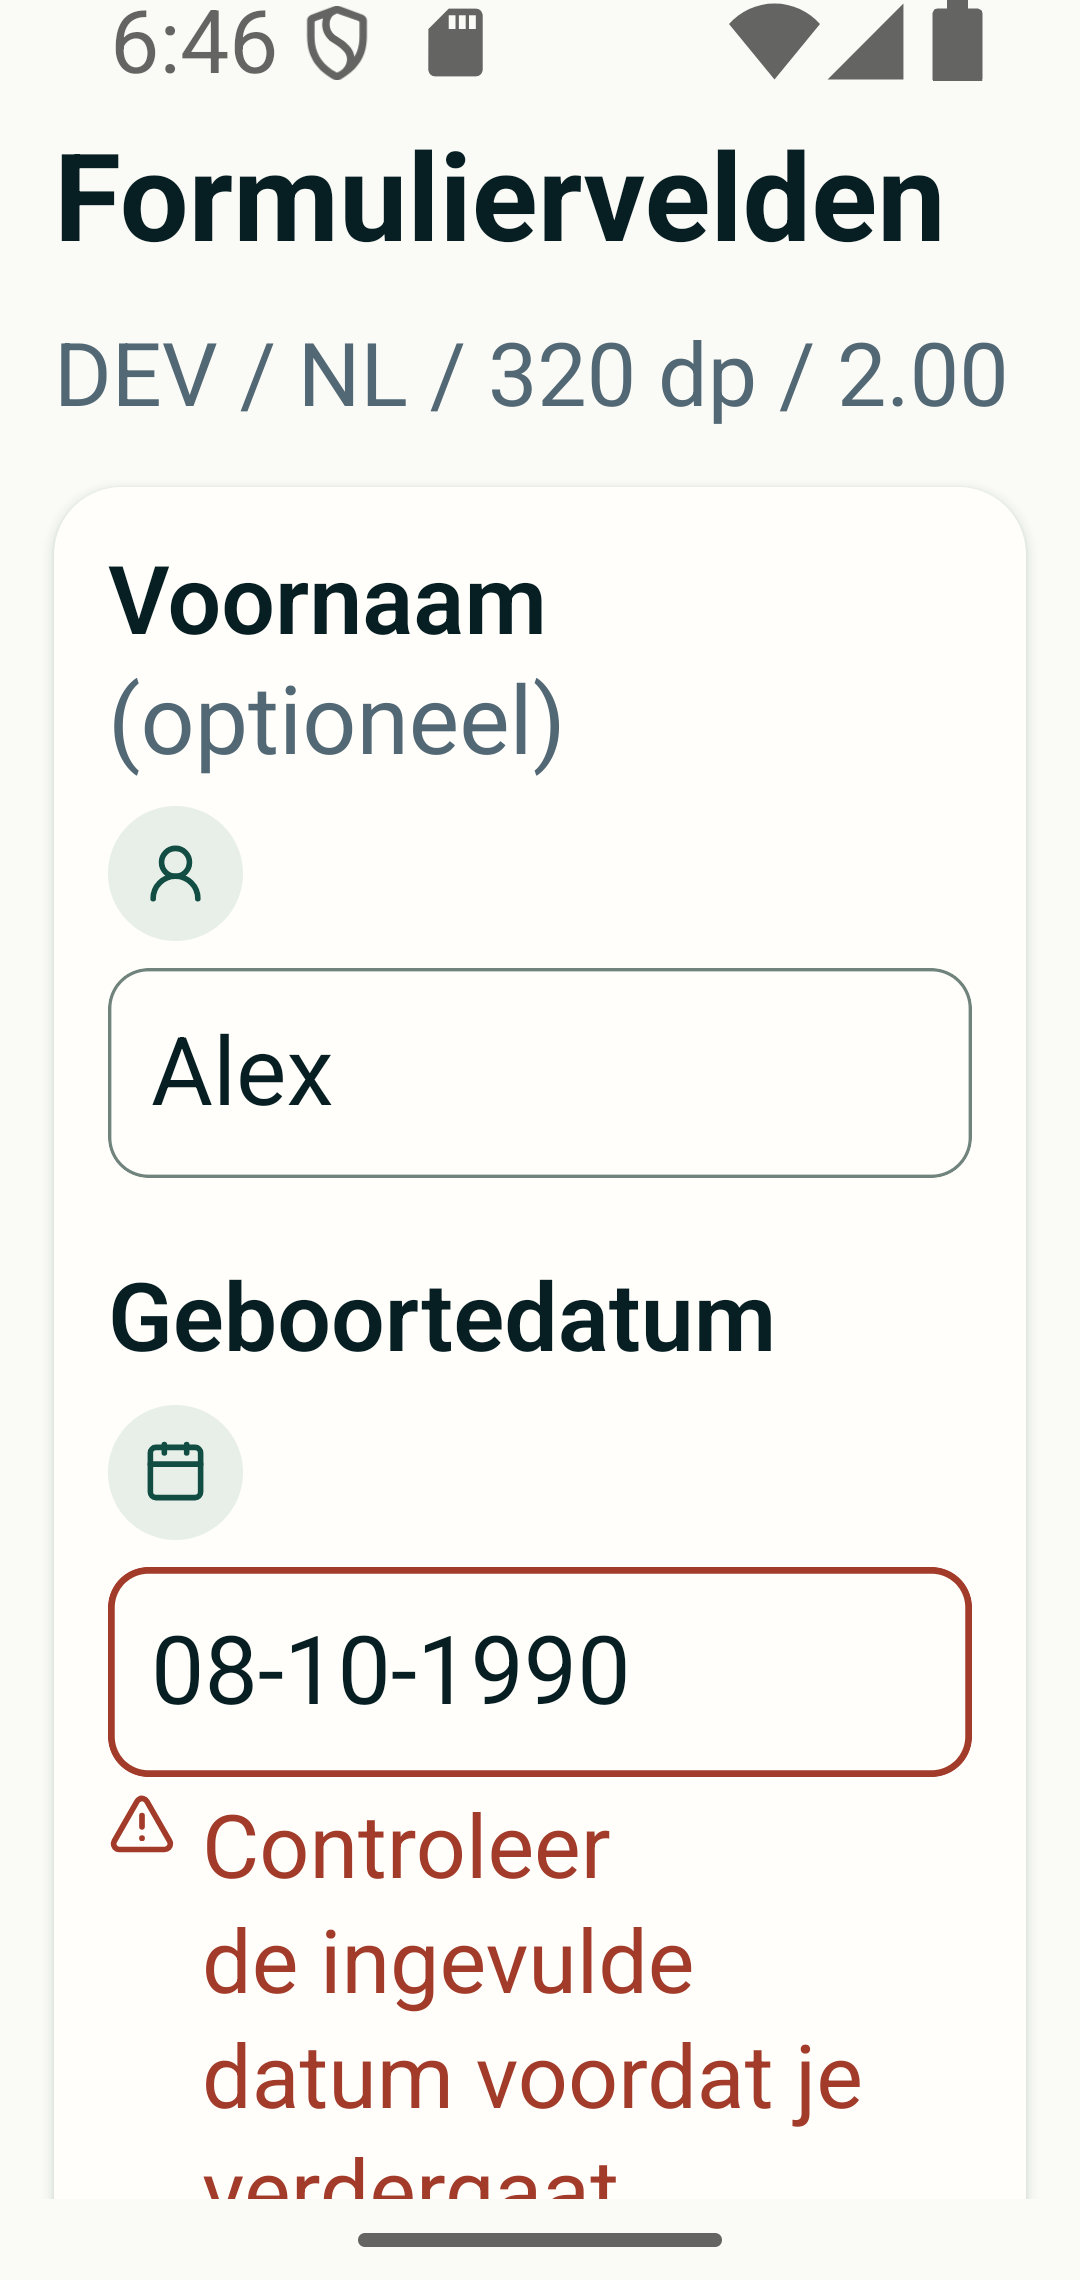 6:46
Formuliervelden
DEV / NL / 320 dp / 2.00
Voornaam
(optioneel)
Alex
Geboortedatum
08-10-1990
Controleer
de ingevulde
datum voordat je
verdergaat